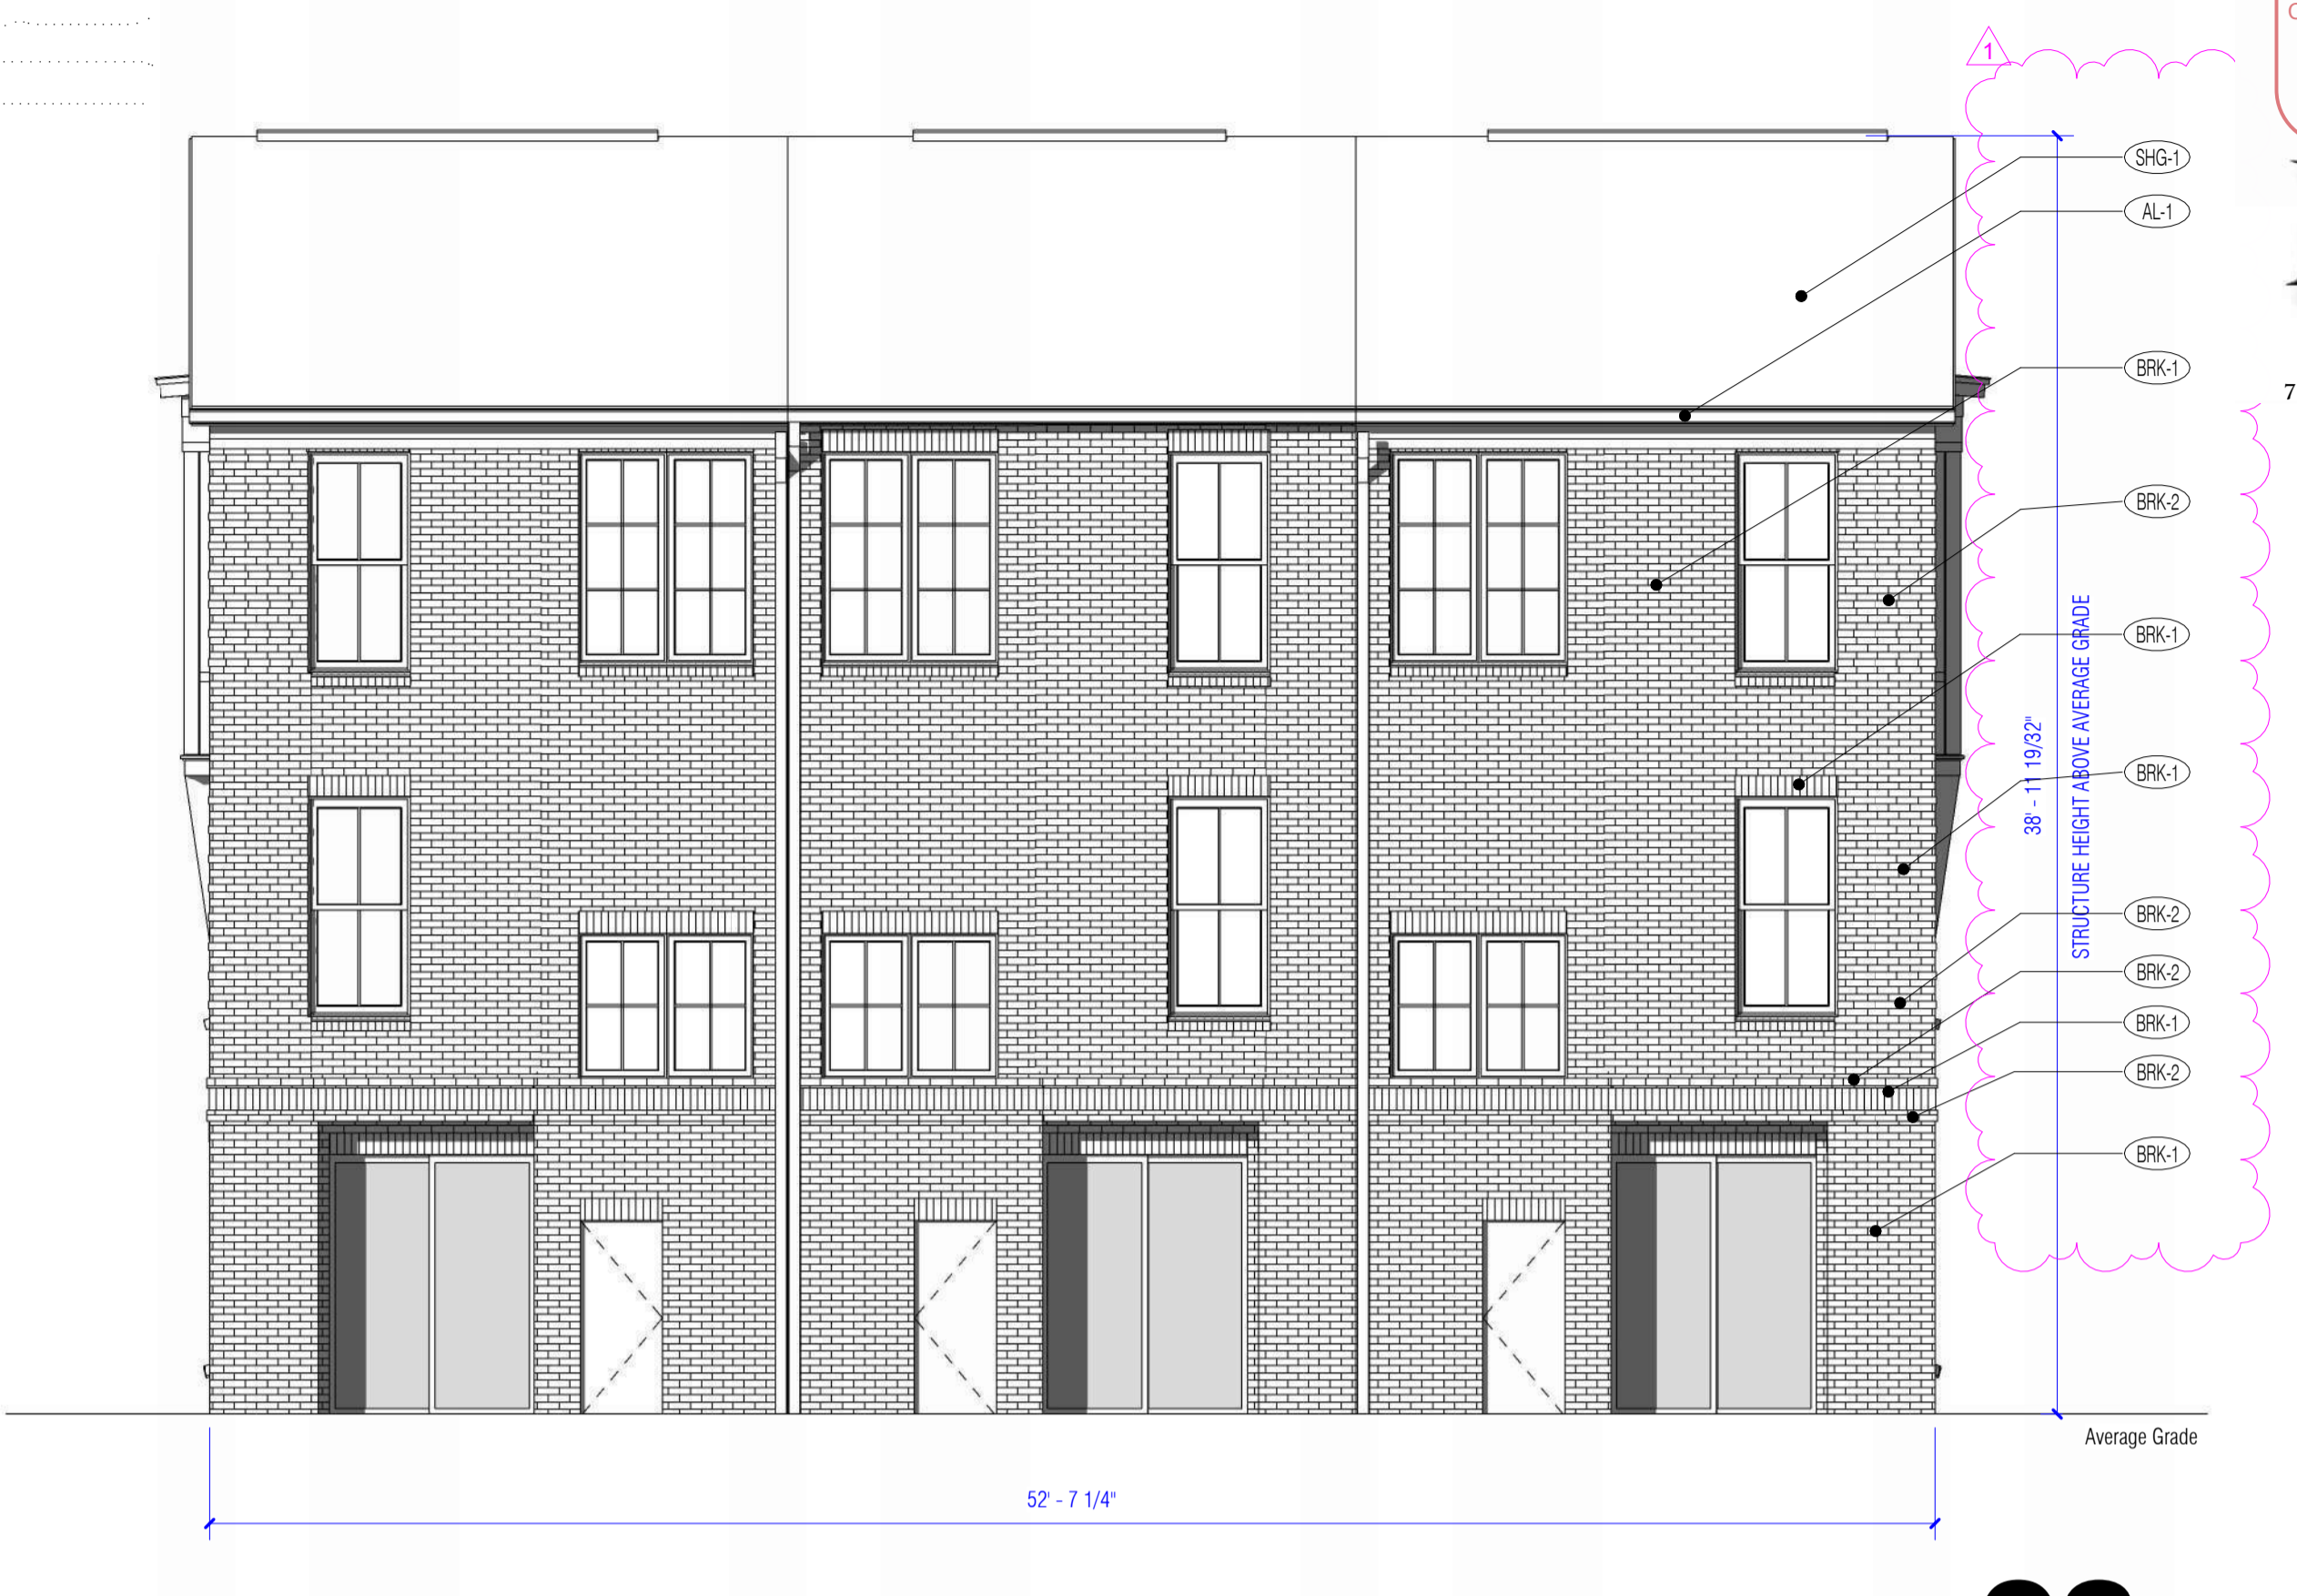 1
SHG-1
AL-1
BRK-1
7
BRK-2
BRK-1
38' - 11 19/32"
STRUCTURE HEIGHT ABOVE AVERAGE GRADE
BRK-1
BRK-2
BRK-2
BRK-1
BRK-2
BRK-1
Average Grade
52' - 7 1/4"